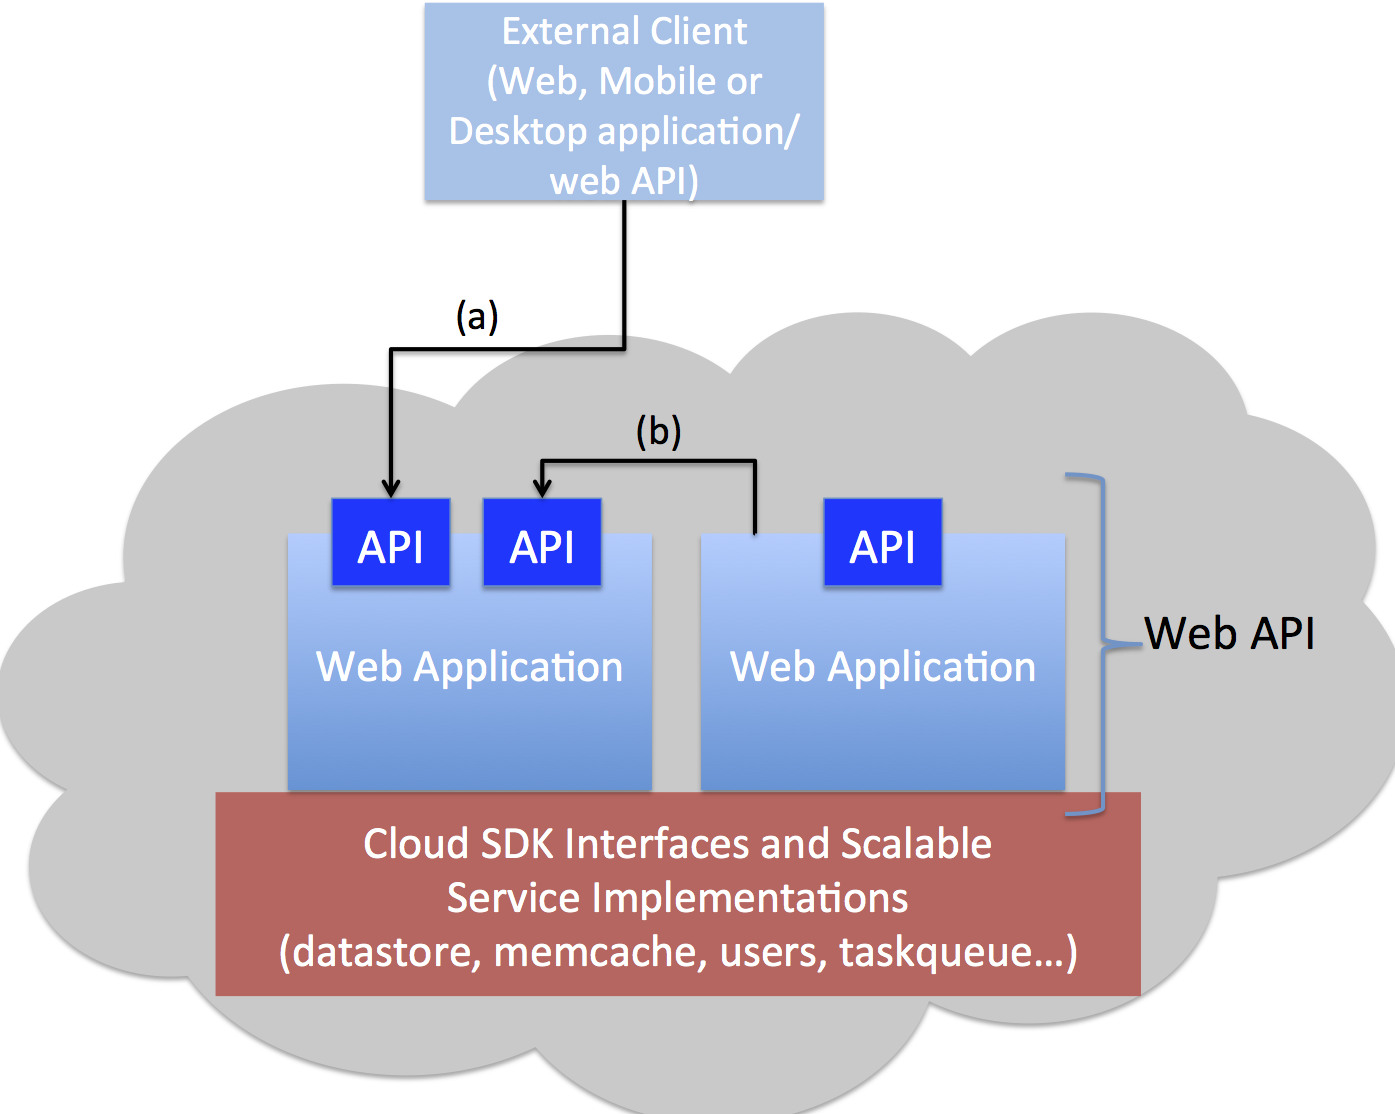 External Client
(Web, Mobile or
Desktop application/
web API)
(a)
(b)
API
API
API
Web Application
Web Application
Web API
Cloud SDK Interfaces and Scalable
Service Implementations
(datastore, memcache, users, taskqueue...)